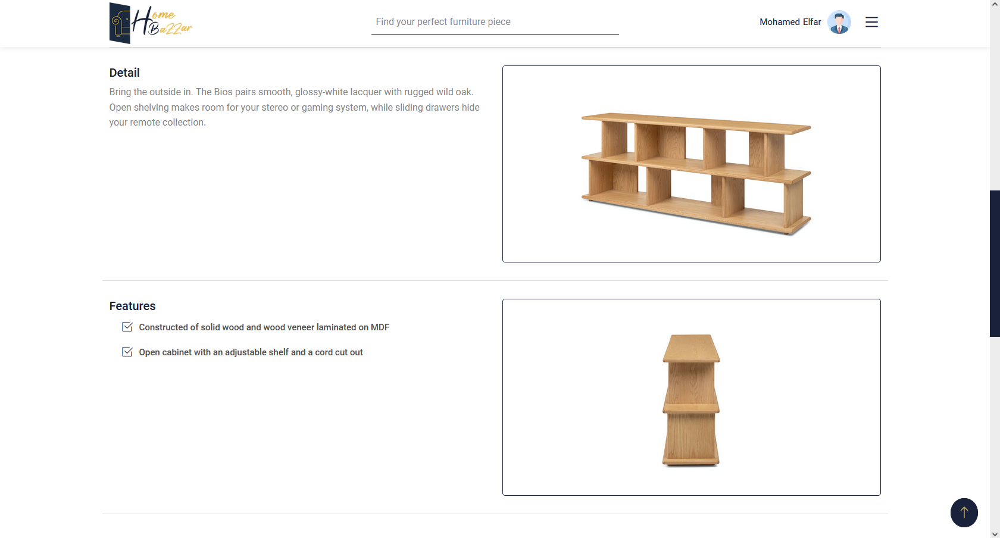 Home
BaZZar
Find your perfect furniture piece
Mohamed Elfar
Detail
Bring the outside in. The Bios pairs smooth, glossy-white lacquer with rugged wild oak.
Open shelving makes room for your stereo or gaming system, while sliding drawers hide
your remote collection.
Features
Constructed of solid wood and wood veneer laminated on MDF
Open cabinet with an adjustable shelf and a cord cut out